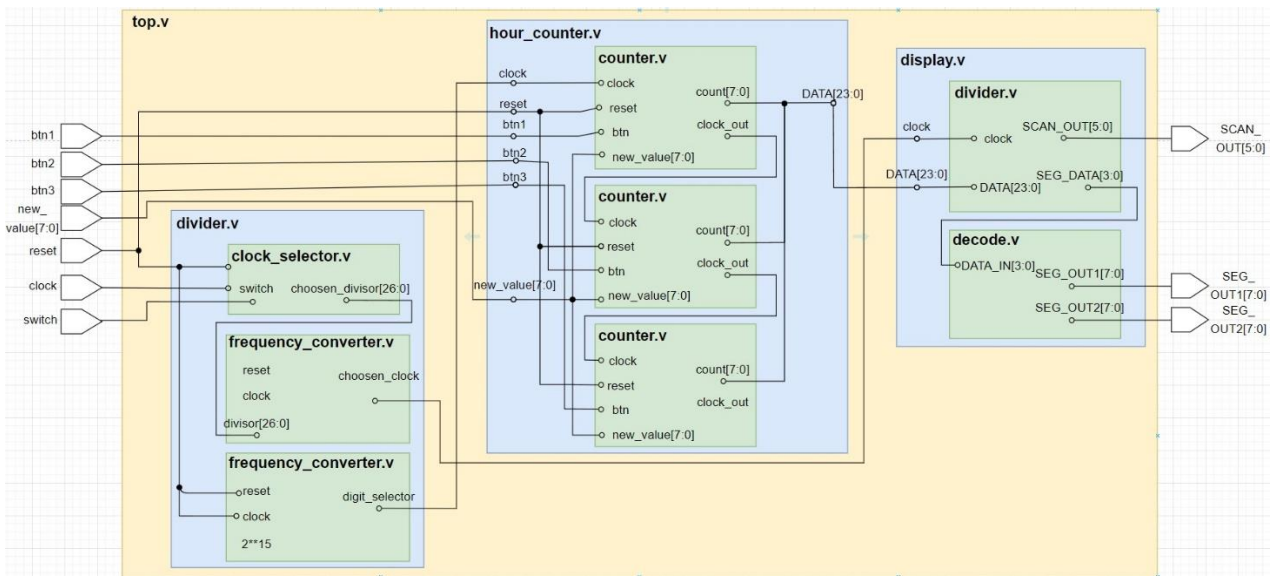 top.v
btn1
btn2
btn3
new_
value[7:0]
reset
clock
switch
divider.v
clock_selector.v
switch
choosen_divisor[26:0]
frequency_converter.v
reset
choosen_clock
clock
divisor[26:0]
frequency_converter.v
reset
digit_selector
clock
2**15
hour_counter.v
clock
reset
btn1
btn2
btn3
new_value[7:0]
counter.v
clock
count[7:0]
reset
clock_out
btn
new_value[7:0]
counter.v
clock
count[7:0]
reset
clock_out
btn
new_value[7:0]
counter.v
clock
count[7:0]
reset
clock_out
btn
new_value[7:0]
DATA[23:0]
display.v
clock
DATA[23:0]
divider.v
SCAN_OUT[5:0]
clock
SEG_DATA[3:0]
DATA[23:0]
decode.v
DATA_IN[3:0]
SEG_OUT1[7:0]
SEG_OUT2[7:0]
SCAN_
OUT[5:0]
SEG_
OUT1[7:0]
SEG_
OUT2[7:0]